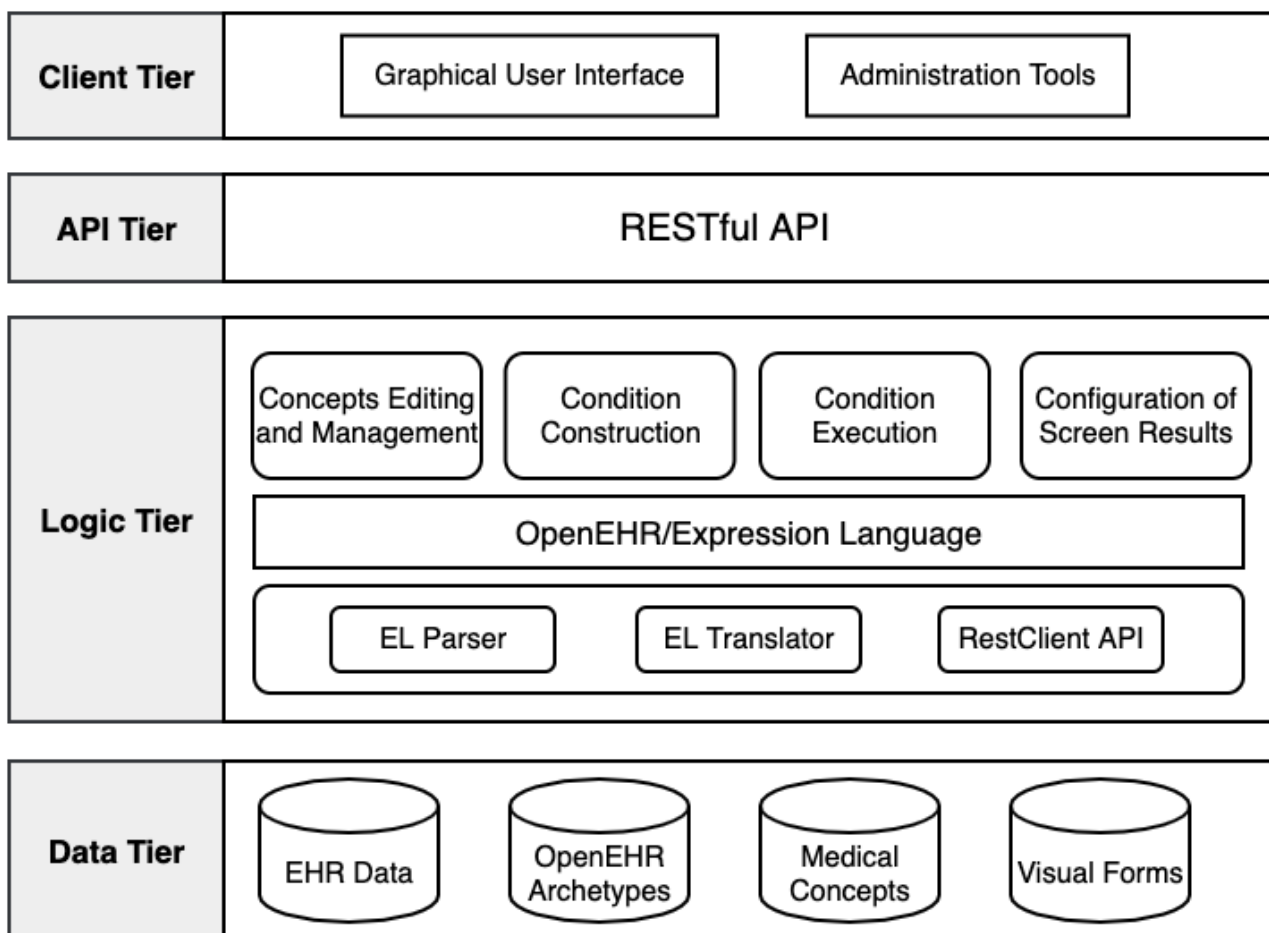 Client Tier
Graphical User Interface
Administration Tools
API Tier
RESTful API
Logic Tier
Concepts Editing
and Management
Condition
Construction
Condition
Execution
Configuration of
Screen Results
OpenEHR/Expression Language
EL Parser
EL Translator
RestClient API
Data Tier
EHR Data
OpenEHR
Archetypes
Medical
Concepts
Visual Forms